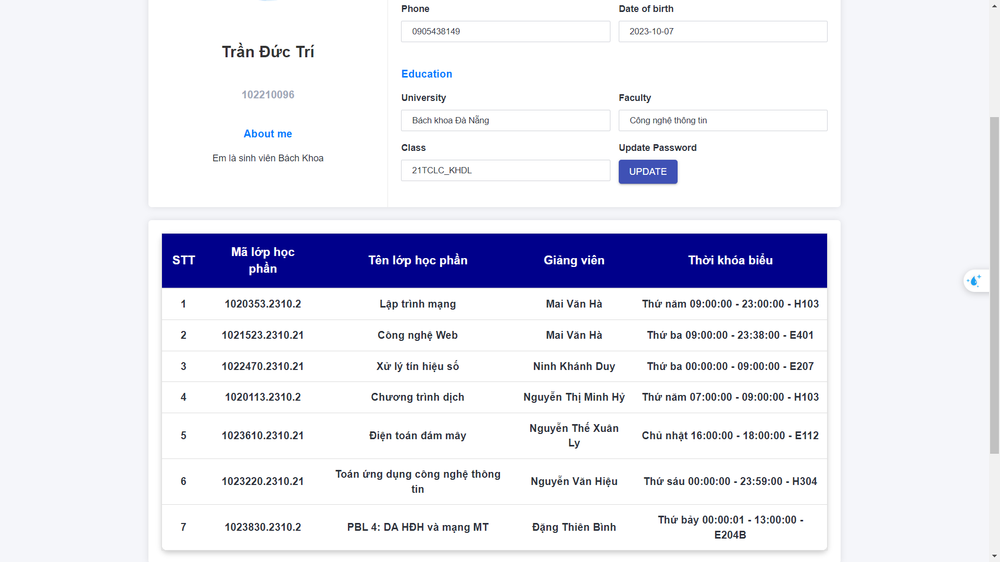 Trần Đức Trí
102210096
About me
Em là sinh viên Bách Khoa
Phone
Date of birth
0905438149
2023-10-07
Education
University
Faculty
Bách khoa Đà Nẵng
Công nghệ thông tin
Class
Update Password
21TCLC_KHDL
UPDATE
STT
Mã lớp học
phần
Tên lớp học phần
Giảng viên
Thời khóa biểu
1
1020353.2310.2
Lập trình mạng
Mai Văn Hà
Thứ năm 09:00:00 - 23:00:00 - H103
2
1021523.2310.21
Công nghệ Web
Mai Văn Hà
Thứ ba 09:00:00 - 23:38:00 - E401
3
1022470.2310.21
Xử lý tín hiệu số
Ninh Khánh Duy
Thứ ba 00:00:00 - 09:00:00 - E207
4
1020113.2310.2
Chương trình dịch
Nguyễn Thị Minh Hỷ
Thứ năm 07:00:00 - 09:00:00 - H103
5
1023610.2310.21
Điện toán đám mây
Nguyễn Thế Xuân
Ly
Chủ nhật 16:00:00 - 18:00:00 - E112
6
1023220.2310.21
Toán ứng dụng công nghệ thông
tin
Nguyễn Văn Hiệu
Thứ sáu 00:00:00 - 23:59:00 - H304
7
1023830.2310.2
PBL 4: DA HĐH và mạng MT
Đặng Thiên Bình
Thứ bảy 00:00:01 - 13:00:00 -
E204B